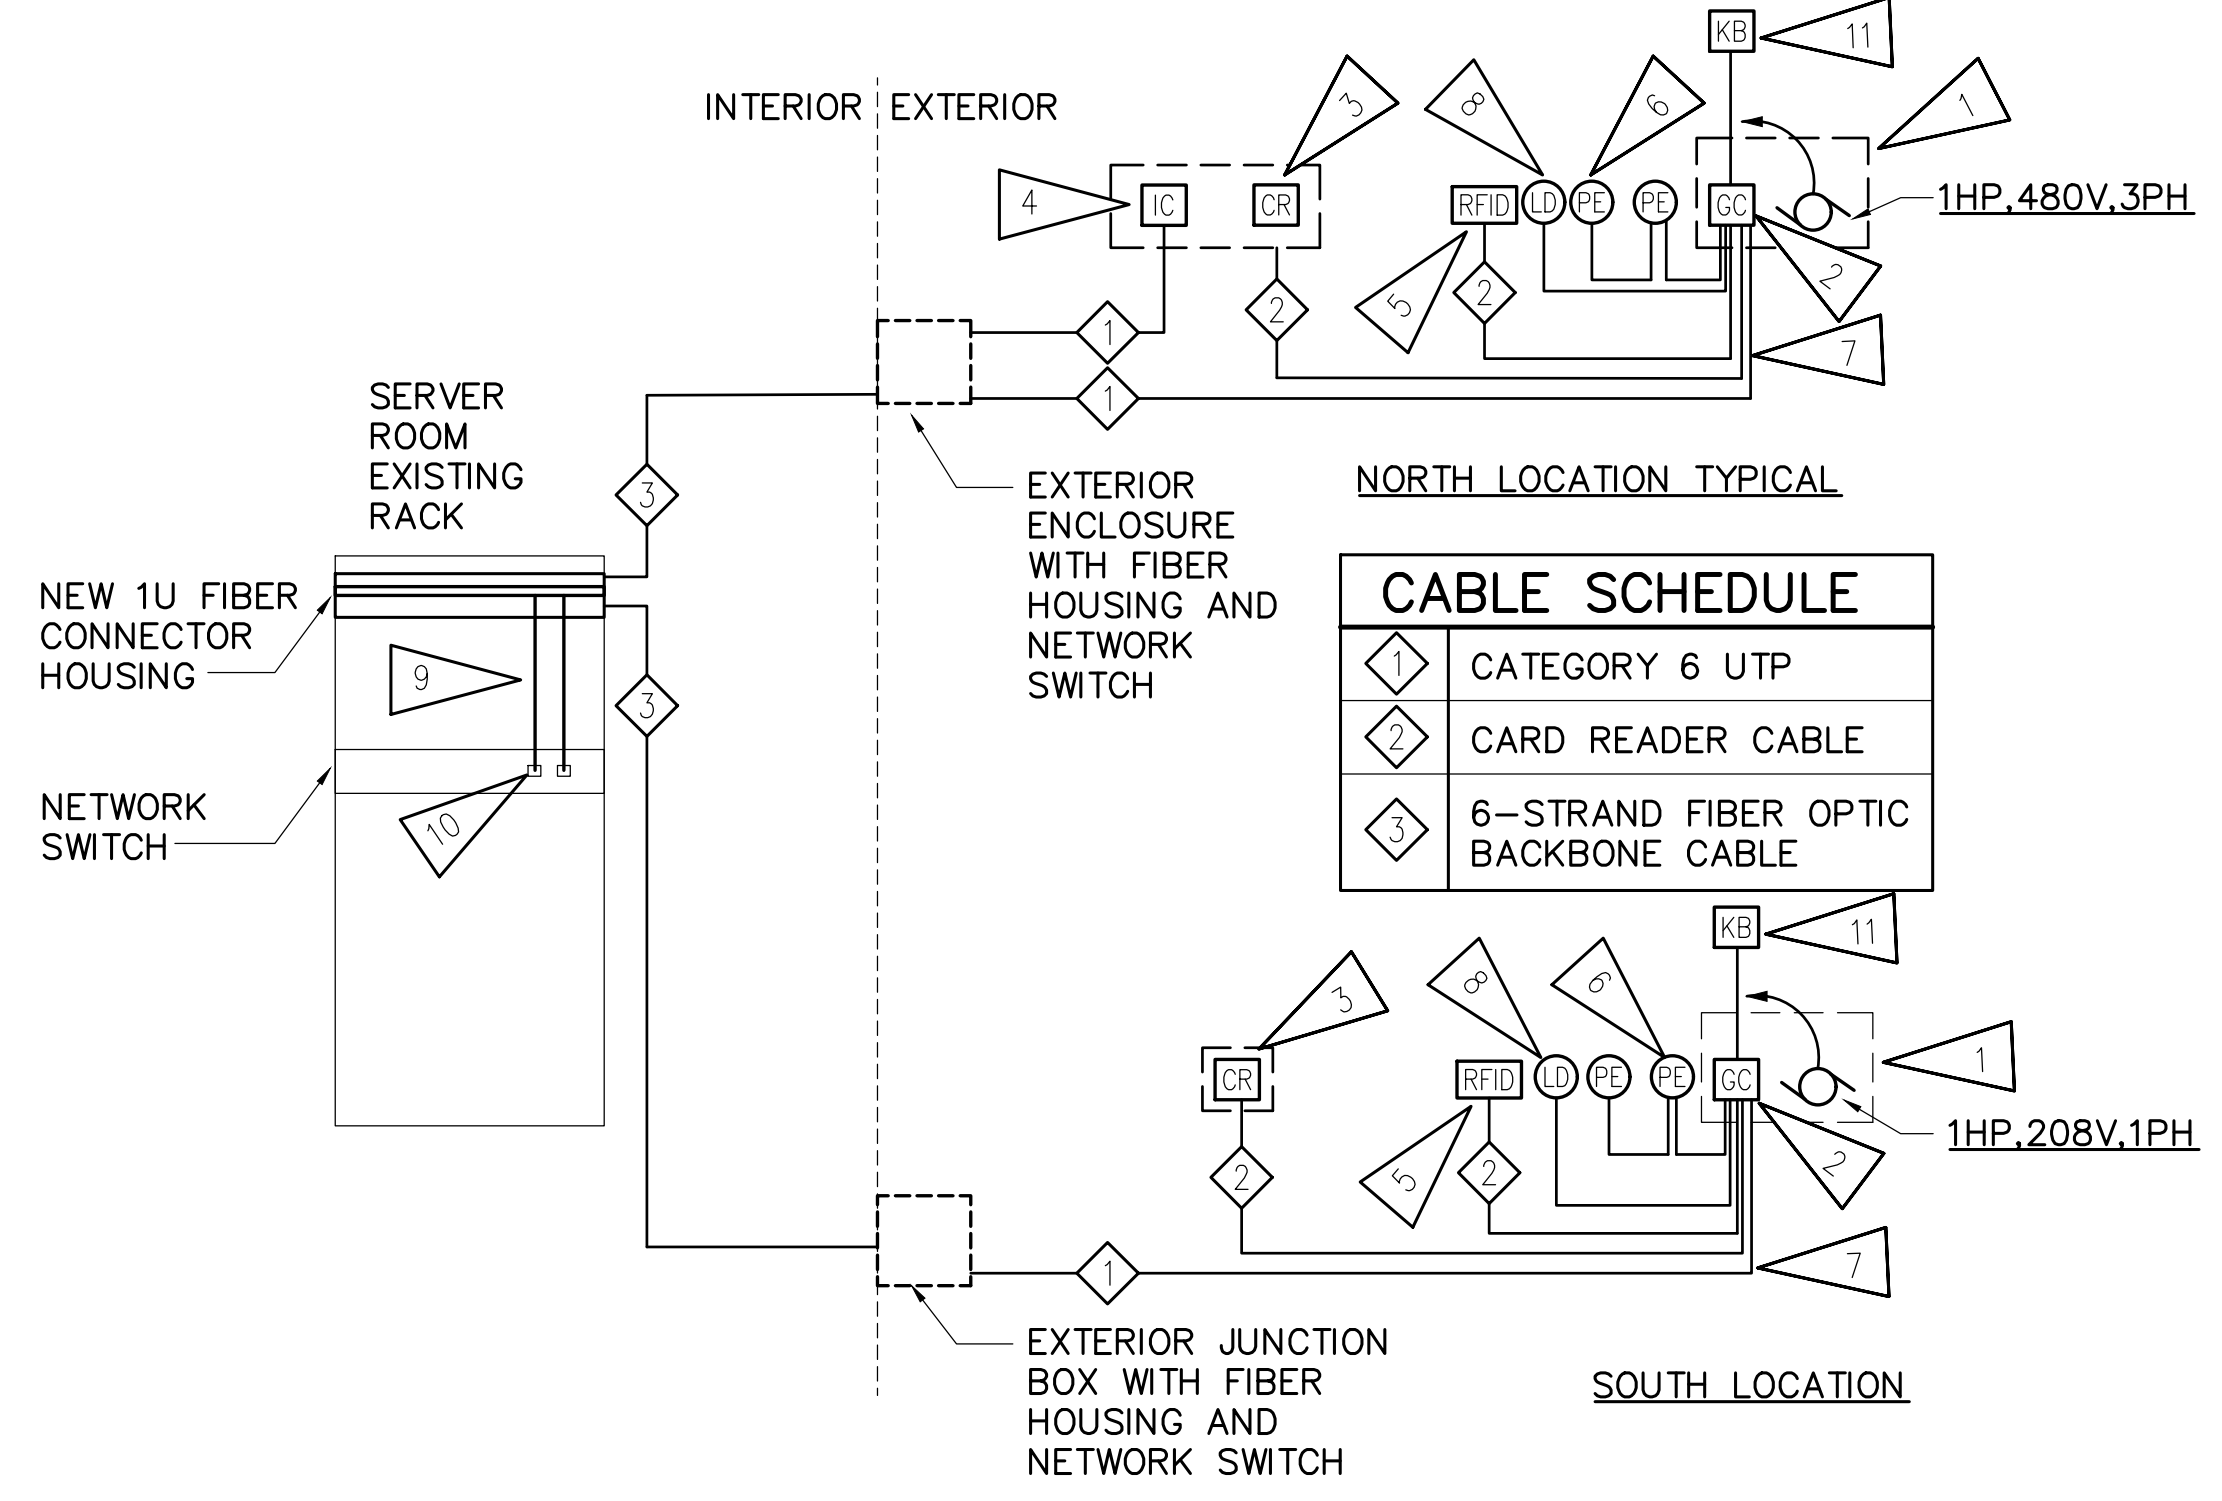 KB
11
3
8
6
1
INTERIOR
EXTERIOR
4
IC
CR
RFID
LD
PE
PE
GC
1HP,480V,3PH
2
5
2
2
1
7
1
SERVER
ROOM
EXISTING
RACK
3
EXTERIOR
ENCLOSURE
WITH FIBER
HOUSING AND
NETWORK
SWITCH
NORTH LOCATION TYPICAL
NEW 1U FIBER
CONNECTOR
HOUSING
9
3
NETWORK
SWITCH
10
CABLE SCHEDULE
1 CATEGORY 6 UTP
2 CARD READER CABLE
3 6-STRAND FIBER OPTIC
BACKBONE CABLE
KB
11
3
8
6
1
CR
RFID
LD
PE
PE
GC
1HP,208V,1PH
2
5
2
2
7
1
EXTERIOR JUNCTION
BOX WITH FIBER
HOUSING AND
NETWORK SWITCH
SOUTH LOCATION